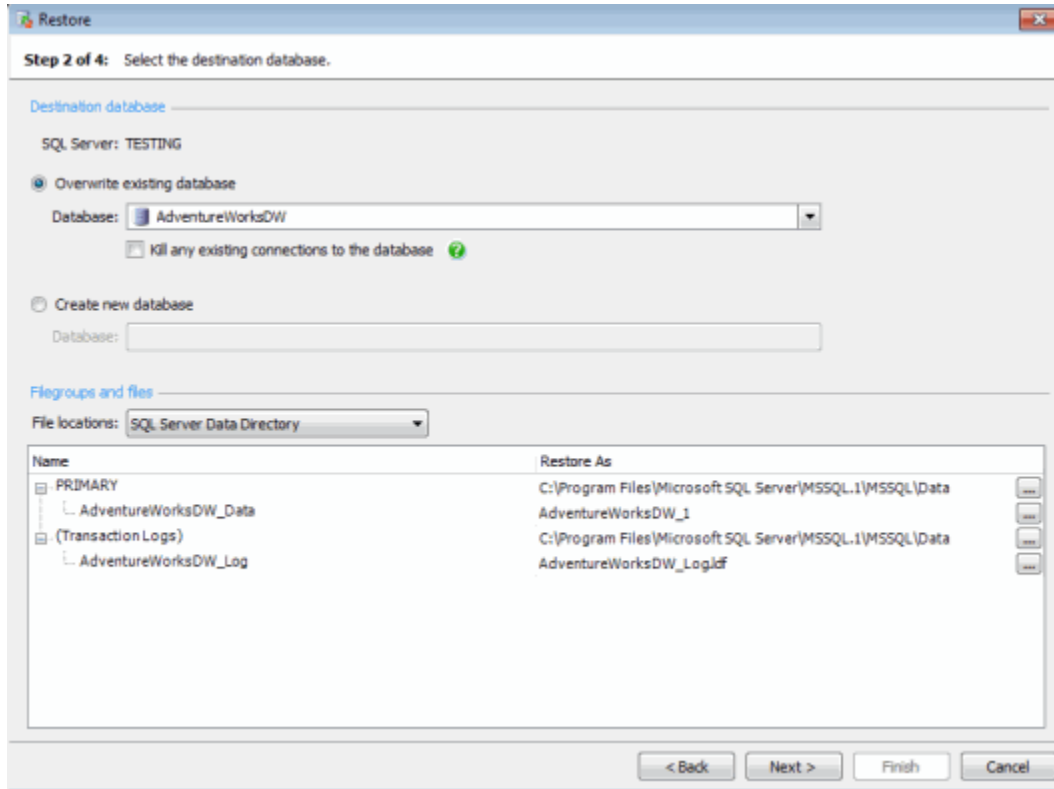 Restore
Step 2 of 4: Select the destination database.
Destination database
SQL Server: TESTING
Overwrite existing database
Database: AdventureWorksDW
Kill any existing connections to the database ?
Create new database
Database:
Filegroups and files
File locations: SQL Server Data Directory
Name Restore As
PRIMARY C:\Program Files\Microsoft SQL Server\MSSQL.1\MSSQL\Data ...
AdventureWorksDW_Data AdventureWorksDW_1 ...
(Transaction Logs) C:\Program Files\Microsoft SQL Server\MSSQL.1\MSSQL\Data ...
AdventureWorksDW_Log AdventureWorksDW_Log.ldf ...
< Back Next > Finish Cancel